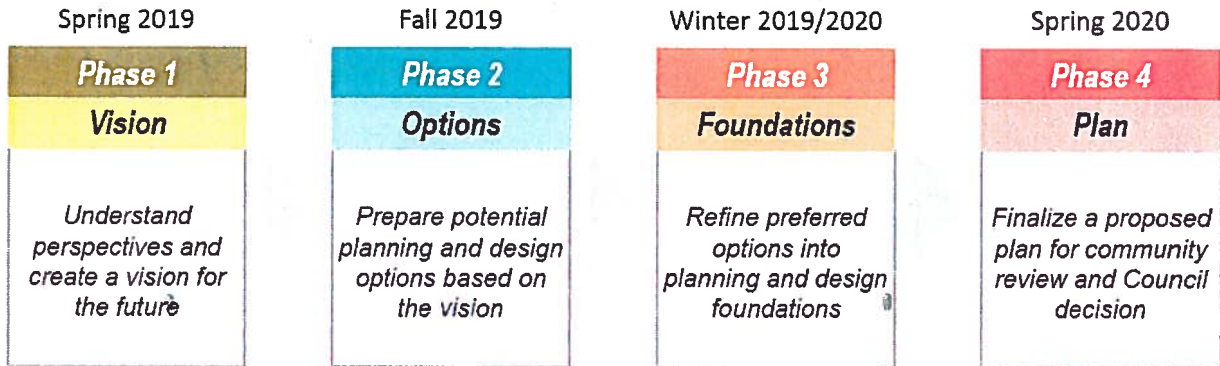 Spring 2019
Phase 1
Vision
Understand
perspectives and
create a vision for
the future
Fall 2019
Phase 2
Options
Prepare potential
planning and design
options based on
the vision
Winter 2019/2020
Phase 3
Foundations
Refine preferred
options into
planning and design
foundations
Spring 2020
Phase 4
Plan
Finalize a proposed
plan for community
review and Council
decision